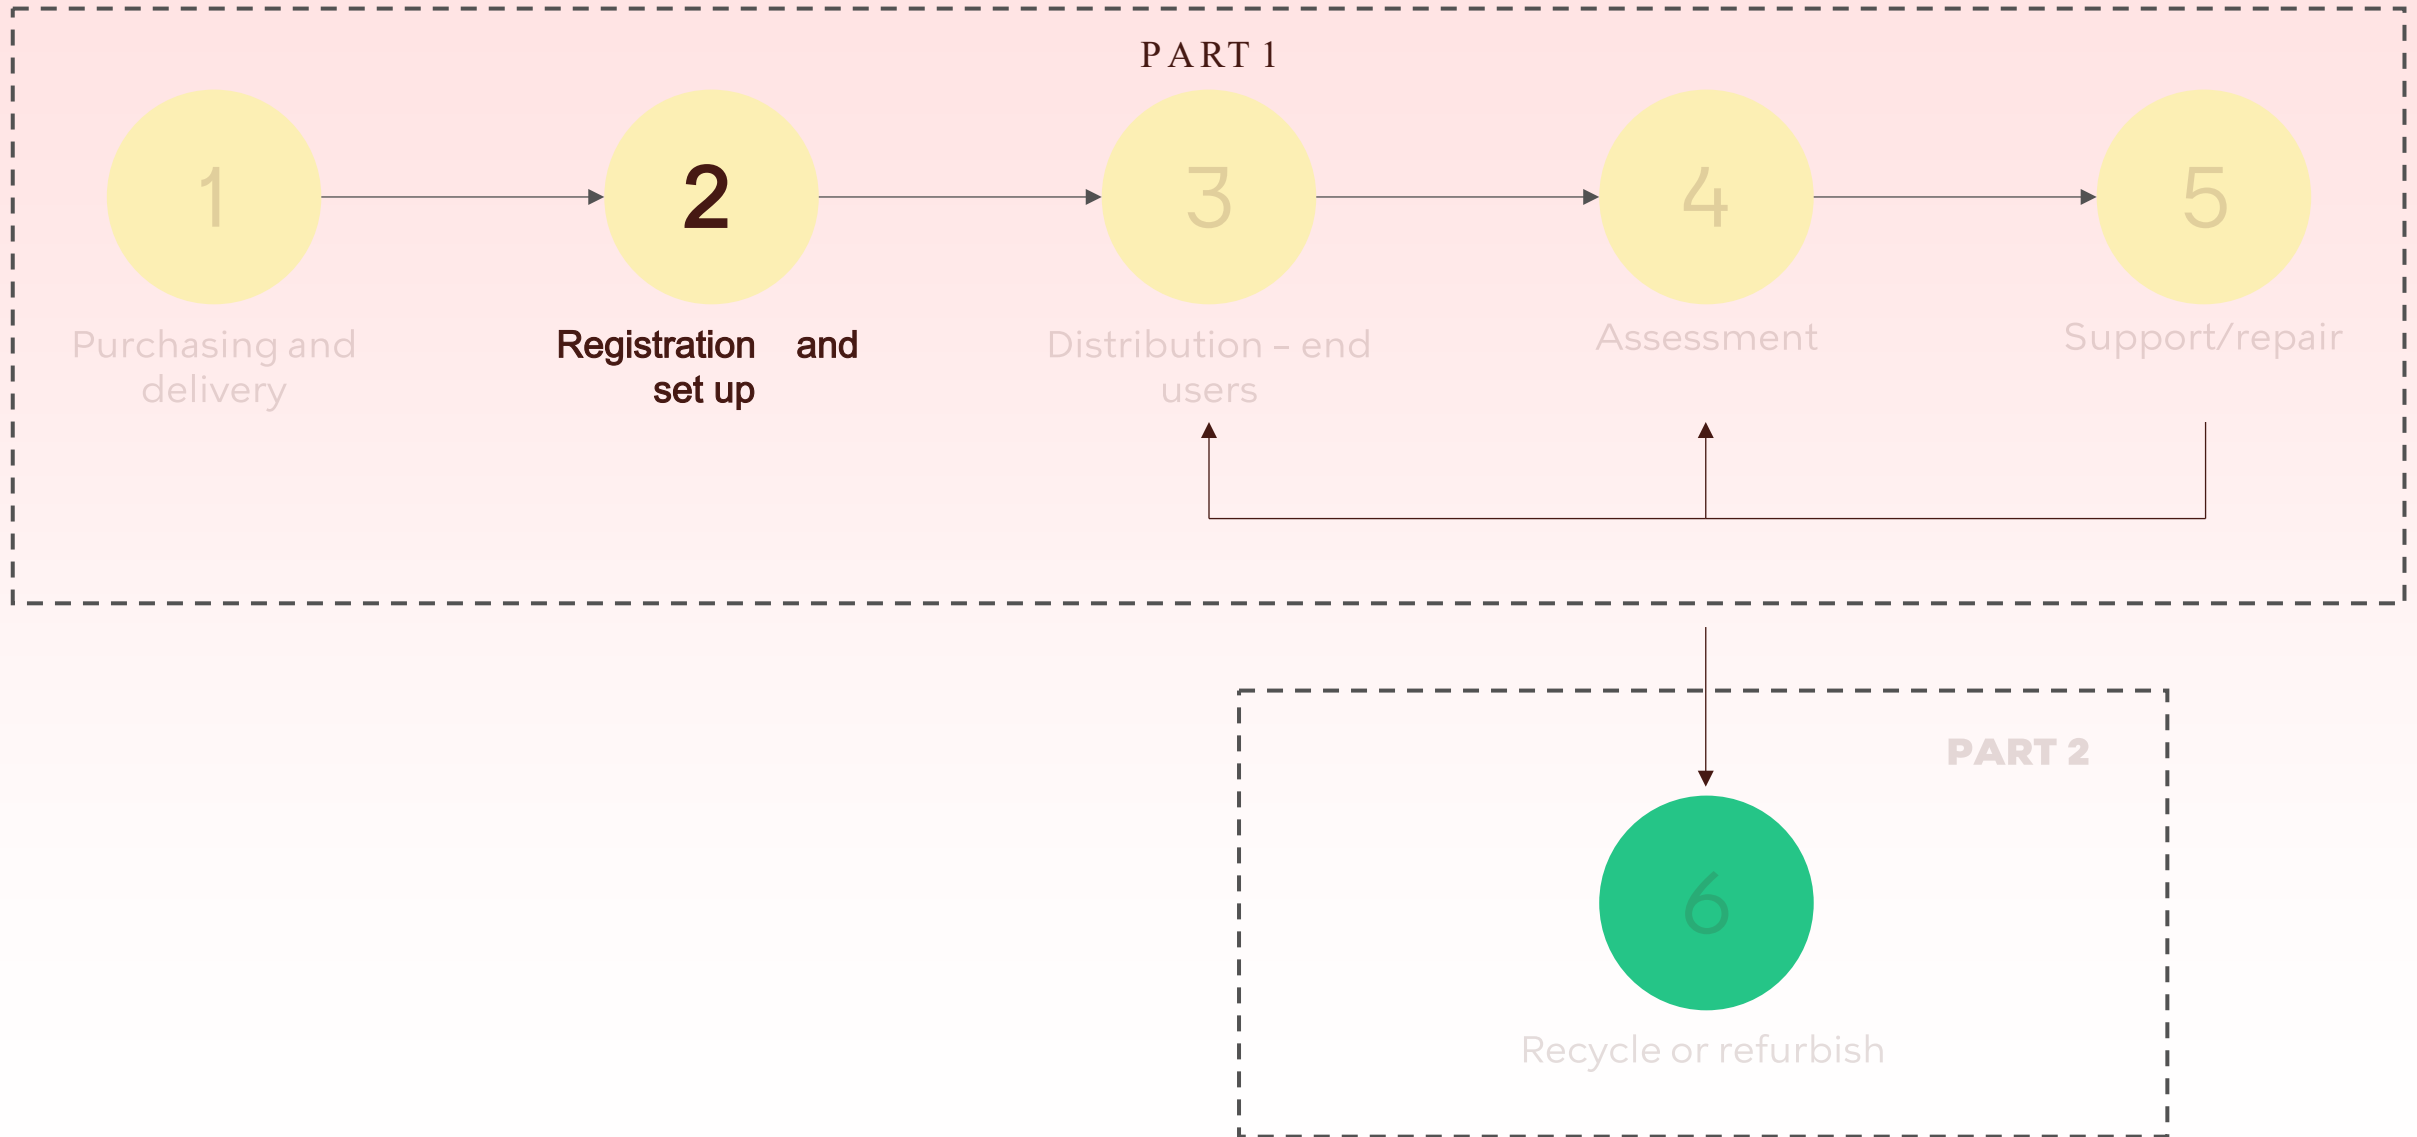 PART 1
1
2
3
4
5
Purchasing and
delivery
Registration and
set up
Distribution – end
users
Assessment
Support/repair
PART 2
6
Recycle or refurbish